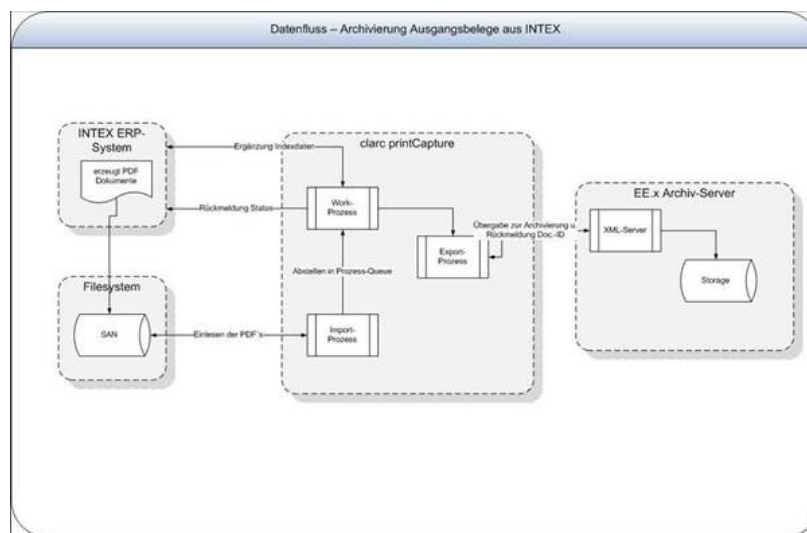 Datenfluss – Archivierung Ausgangsbelege aus INTEX
INTEX ERP-
System
erzeugt PDF
Dokumente
Ergänzung Indexdaten
clarc printCapture
Rückmeldung Status
Work-
Prozess
Export-
Prozess
Übergabe zur Archivierung u.
Rückmeldung Doc.-ID
EE.x Archiv-Server
XML-Server
Storage
Abstellen in Prozess-Queue
Filesystem
SAN
Einlesen der PDF´s
Import-
Prozess